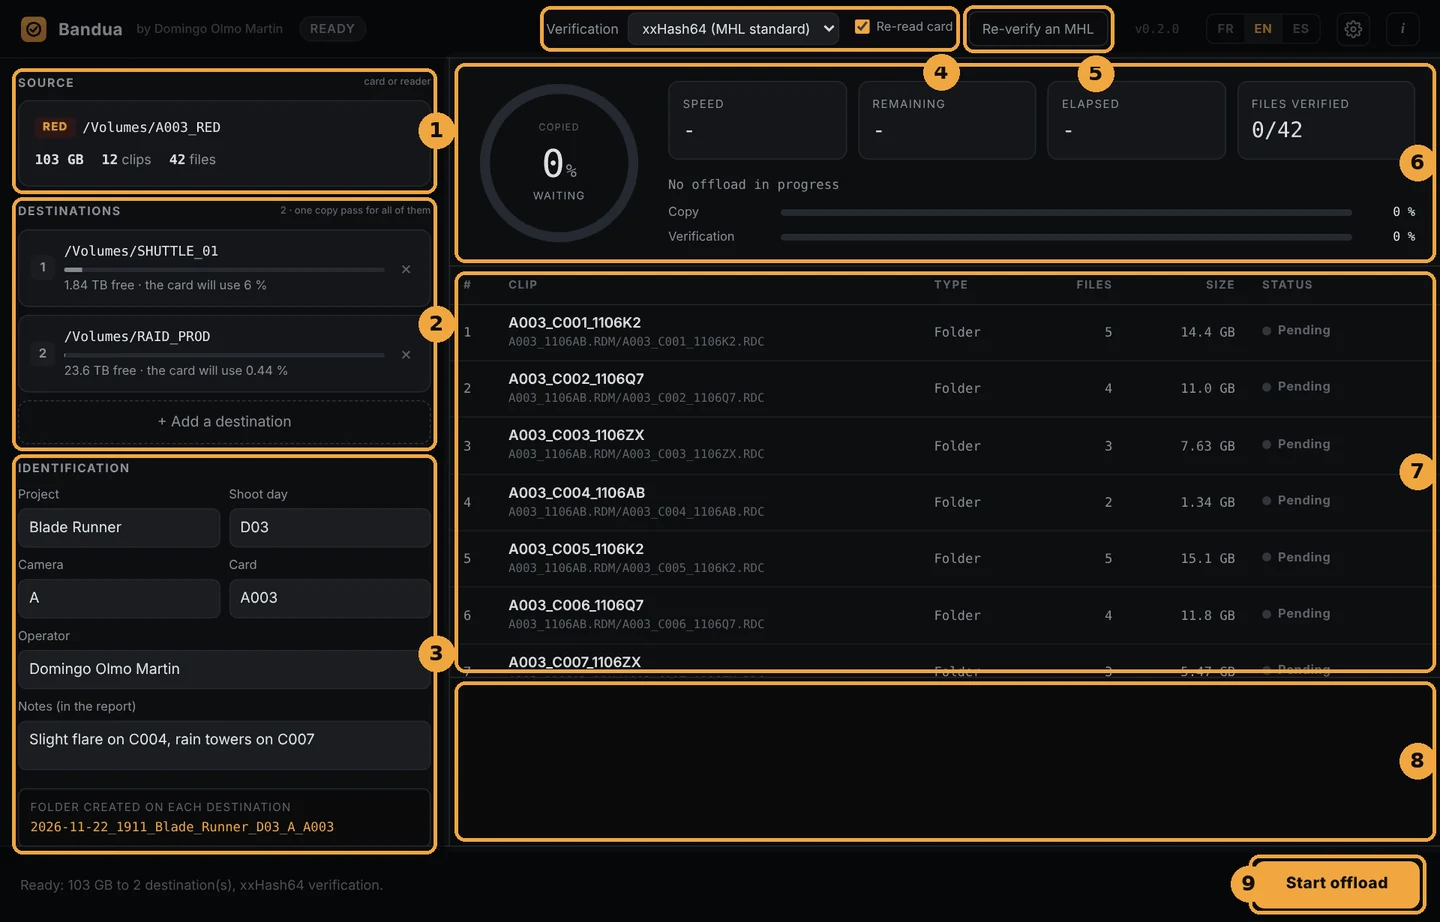 Bandua by Domingo Olmo Martin READY
Verification xxHash64 (MHL standard) Re-read card
Re-verify an MHL
v0.2.0
FR EN ES
i
4
5
SOURCE card or reader
RED /Volumes/A003_RED
103 GB 12 clips 42 files
1
DESTINATIONS 2 · one copy pass for all of them
1 /Volumes/SHUTTLE_01 ×
1.84 TB free · the card will use 6 %
2 /Volumes/RAID_PROD ×
23.6 TB free · the card will use 0.44 %
+ Add a destination
2
IDENTIFICATION
Project Shoot day
Blade Runner D03
Camera Card
A A003
Operator
Domingo Olmo Martin
3
Notes (in the report)
Slight flare on C004, rain towers on C007
FOLDER CREATED ON EACH DESTINATION
2026-11-22_1911_Blade_Runner_D03_A_A003
COPIED
0%
WAITING
SPEED
-
REMAINING
-
ELAPSED
-
FILES VERIFIED
0/42
6
No offload in progress
Copy 0 %
Verification 0 %
# CLIP TYPE FILES SIZE STATUS
1 A003_C001_1106K2 Folder 5 14.4 GB Pending
A003_1106AB.RDM/A003_C001_1106K2.RDC
2 A003_C002_1106Q7 Folder 4 11.0 GB Pending
A003_1106AB.RDM/A003_C002_1106Q7.RDC
3 A003_C003_1106ZX Folder 3 7.63 GB Pending
A003_1106AB.RDM/A003_C003_1106ZX.RDC
7
4 A003_C004_1106AB Folder 2 1.34 GB Pending
A003_1106AB.RDM/A003_C004_1106AB.RDC
5 A003_C005_1106K2 Folder 5 15.1 GB Pending
A003_1106AB.RDM/A003_C005_1106K2.RDC
6 A003_C006_1106Q7 Folder 4 11.8 GB Pending
A003_1106AB.RDM/A003_C006_1106Q7.RDC
7 A003_C007_1106ZX Folder 3 5.47 GB Pending
8
Ready: 103 GB to 2 destination(s), xxHash64 verification.
9 Start offload